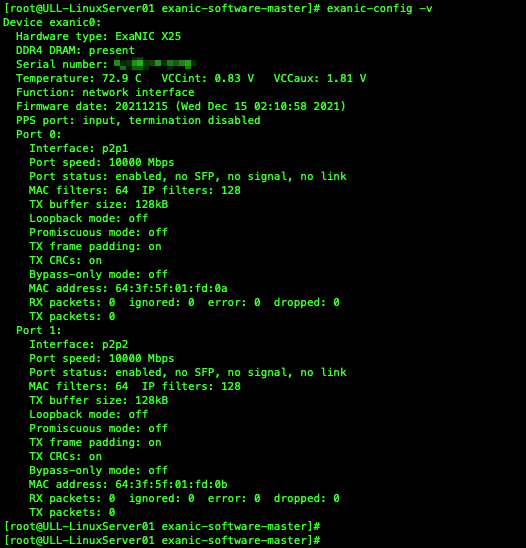 [root@ULL-LinuxServer01 exanic-software-master]# exanic-config -v
Device exanic0:
  Hardware type: ExaNIC X25
  DDR4 DRAM: present
  Serial number:
  Temperature: 72.9 C   VCCint: 0.83 V   VCCaux: 1.81 V
  Function: network interface
  Firmware date: 20211215 (Wed Dec 15 02:10:58 2021)
  PPS port: input, termination disabled
  Port 0:
    Interface: p2p1
    Port speed: 10000 Mbps
    Port status: enabled, no SFP, no signal, no link
    MAC filters: 64  IP filters: 128
    TX buffer size: 128kB
    Loopback mode: off
    Promiscuous mode: off
    TX frame padding: on
    TX CRCs: on
    Bypass-only mode: off
    MAC address: 64:3f:5f:01:fd:0a
    RX packets: 0  ignored: 0  error: 0  dropped: 0
    TX packets: 0
  Port 1:
    Interface: p2p2
    Port speed: 10000 Mbps
    Port status: enabled, no SFP, no signal, no link
    MAC filters: 64  IP filters: 128
    TX buffer size: 128kB
    Loopback mode: off
    Promiscuous mode: off
    TX frame padding: on
    TX CRCs: on
    Bypass-only mode: off
    MAC address: 64:3f:5f:01:fd:0b
    RX packets: 0  ignored: 0  error: 0  dropped: 0
    TX packets: 0
[root@ULL-LinuxServer01 exanic-software-master]#
[root@ULL-LinuxServer01 exanic-software-master]#